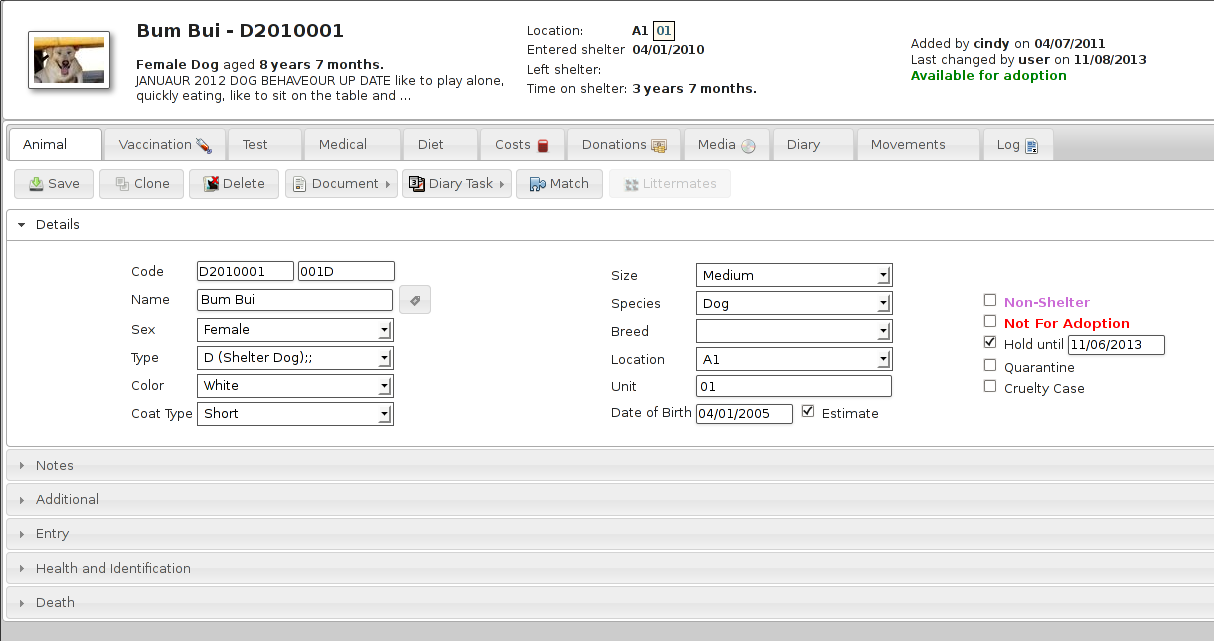 Bum Bui - D2010001
Female Dog aged 8 years 7 months.
JANUAUR 2012 DOG BEHAVEOUR UP DATE like to play alone,
quickly eating, like to sit on the table and ...
Location: A1 01
Entered shelter 04/01/2010
Left shelter:
Time on shelter: 3 years 7 months.
Added by cindy on 04/07/2011
Last changed by user on 11/08/2013
Available for adoption
Animal Vaccination Test Medical Diet Costs Donations Media Diary Movements Log
Save Clone Delete Document Diary Task Match Littermates
Details
Code D2010001 001D
Name Bum Bui
Sex Female
Type D (Shelter Dog);;
Color White
Coat Type Short
Size Medium
Species Dog
Breed
Location A1
Unit 01
Date of Birth 04/01/2005 Estimate
Non-Shelter
Not For Adoption
Hold until 11/06/2013
Quarantine
Cruelty Case
Notes
Additional
Entry
Health and Identification
Death